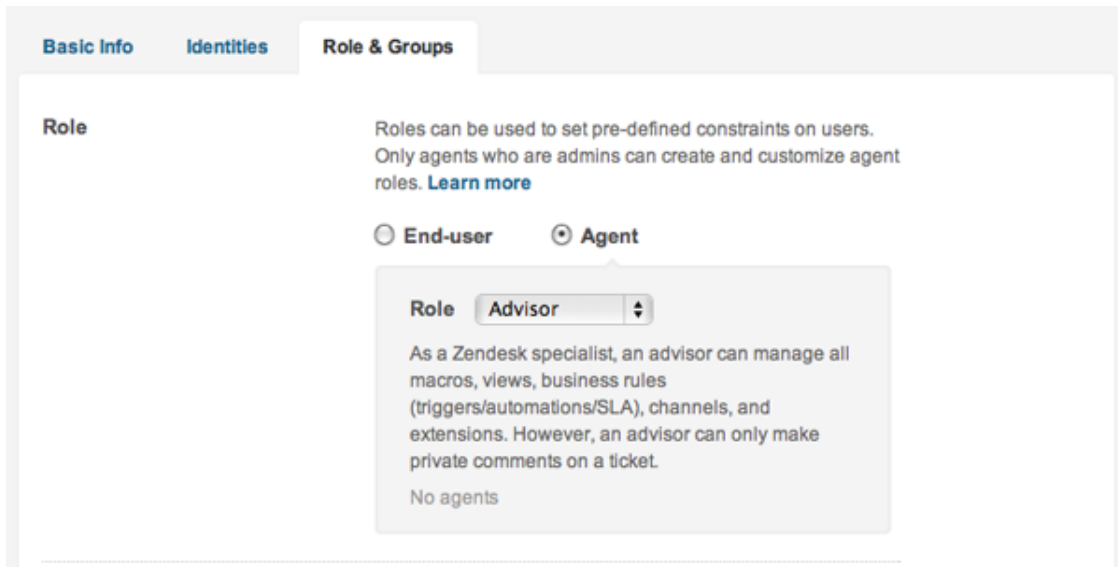 Basic Info Identities Role & Groups
Role
Roles can be used to set pre-defined constraints on users.
Only agents who are admins can create and customize agent
roles. Learn more
End-user Agent
Role Advisor
As a Zendesk specialist, an advisor can manage all
macros, views, business rules
(triggers/automations/SLA), channels, and
extensions. However, an advisor can only make
private comments on a ticket.
No agents